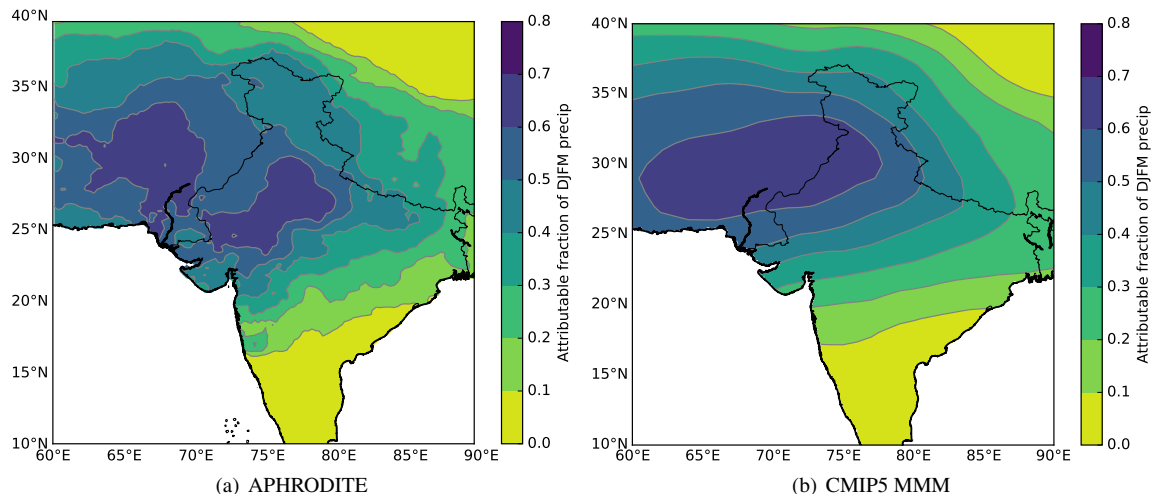 40°N
35°N
30°N
25°N
20°N
15°N
10°N
60°E
65°E
70°E
75°E
80°E
85°E
90°E
0.8
0.7
0.6
0.5
0.4
0.3
0.2
0.1
0.0
Attributable fraction of DJFM precip
(a) APHRODITE
40°N
35°N
30°N
25°N
20°N
15°N
10°N
60°E
65°E
70°E
75°E
80°E
85°E
90°E
0.8
0.7
0.6
0.5
0.4
0.3
0.2
0.1
0.0
Attributable fraction of DJFM precip
(b) CMIP5 MMM